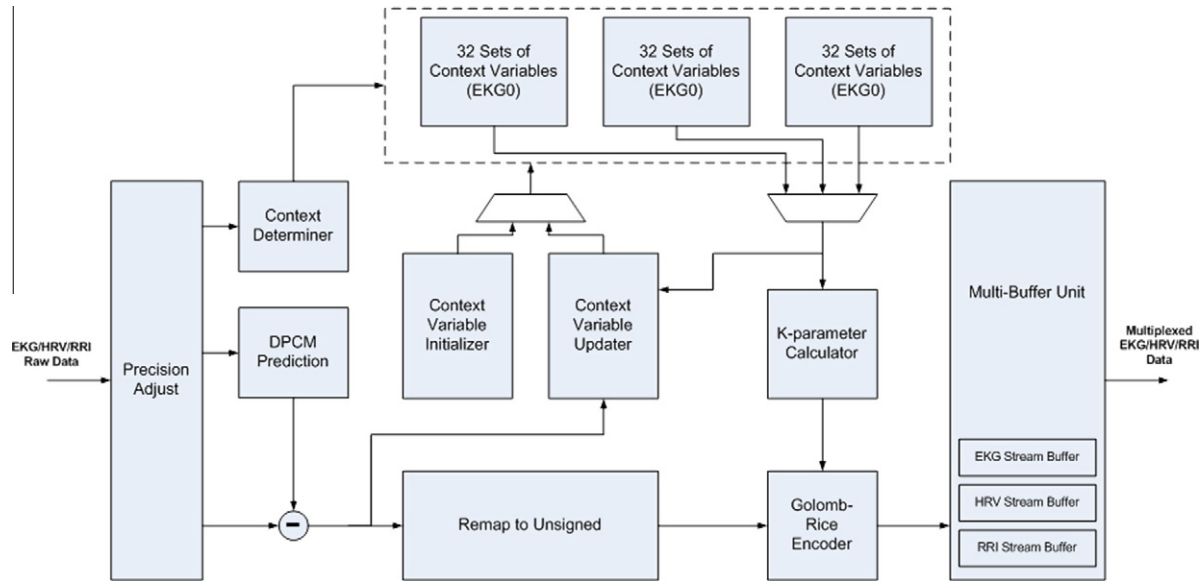 32 Sets of
Context Variables
(EKG0)
32 Sets of
Context Variables
(EKG0)
32 Sets of
Context Variables
(EKG0)
Context
Determiner
Context
Variable
Initializer
Context
Variable
Updater
K-parameter
Calculator
Multi-Buffer Unit
DPCM
Prediction
EKG/HRV/RRI
Raw Data
Precision
Adjust
Multiplexed
EKG/HRV/RRI
Data
-
Remap to Unsigned
Golomb-
Rice
Encoder
EKG Stream Buffer
HRV Stream Buffer
RRI Stream Buffer